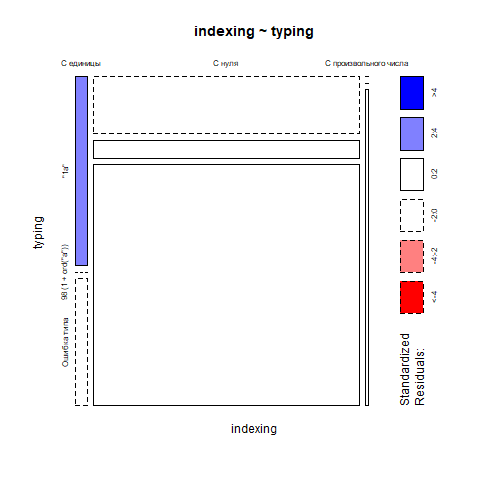 indexing ~ typing
С единицы
С нуля
С произвольного числа
"1a"
98 (1 + ord("a"))
Ошибка типа
typing
indexing
>4
2:4
0:2
-2:0
-4:-2
<-4
Standardized
Residuals: